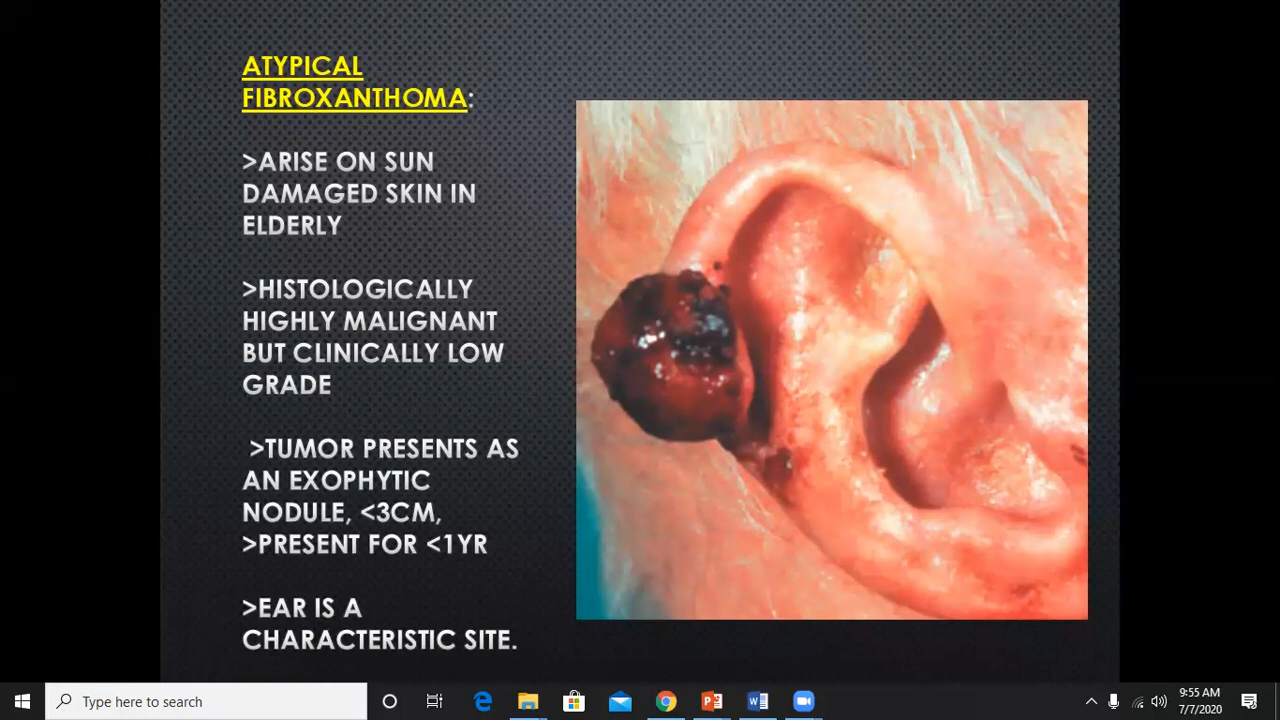 ATYPICAL
FIBROXANTHOMA:
>ARISE ON SUN
DAMAGED SKIN IN
ELDERLY
>HISTOLOGICALLY
HIGHLY MALIGNANT
BUT CLINICALLY LOW
GRADE
>TUMOR PRESENTS AS
AN EXOPHYTIC
NODULE, <3CM,
>PRESENT FOR <1YR
>EAR IS A
CHARACTERISTIC SITE.
Type here to search
9:55 AM
7/7/2020